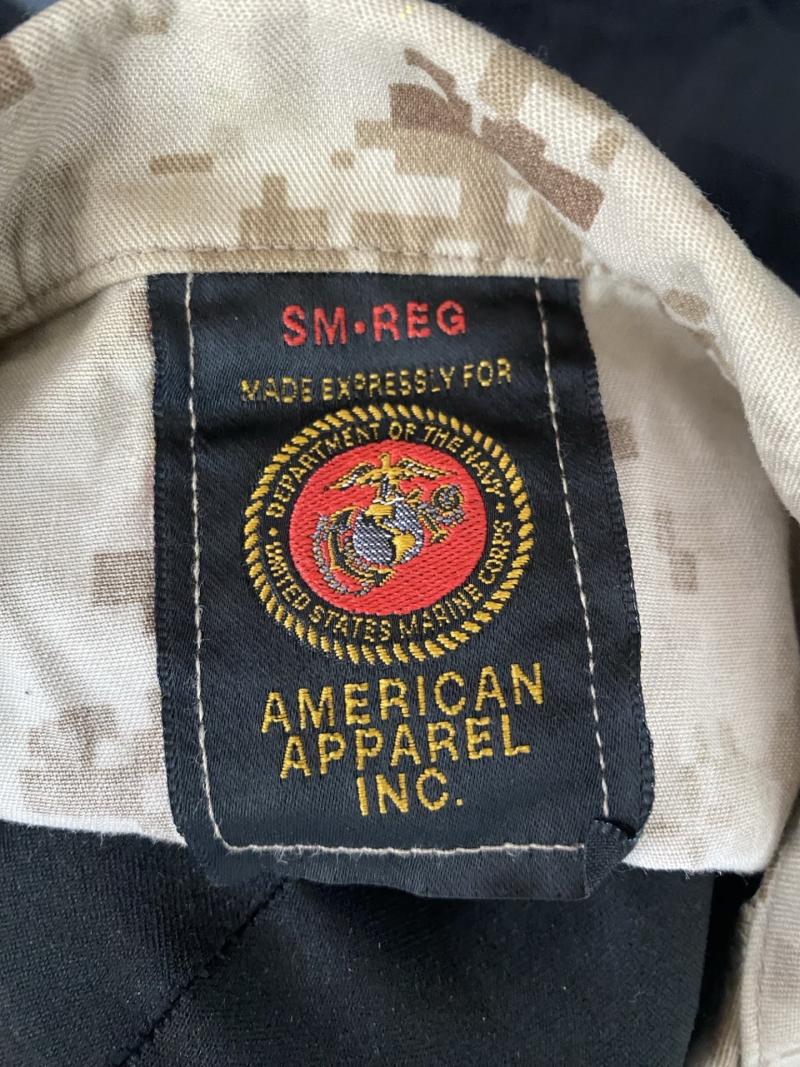 SM•REG
MADE EXPRESSLY FOR
• DEPARTMENT OF THE NAVY •
UNITED STATES MARINE CORPS
AMERICAN
APPAREL
INC.